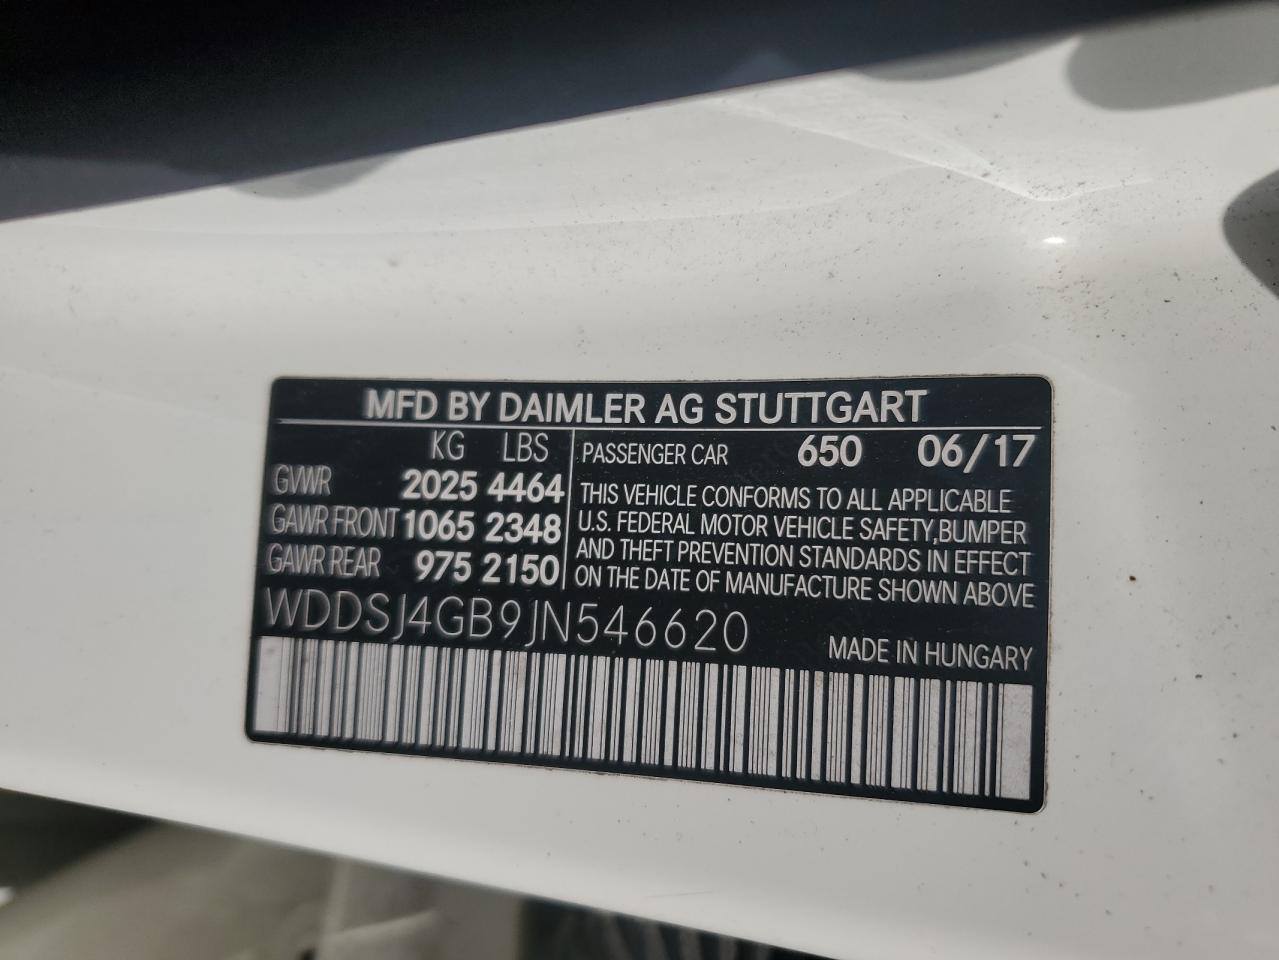 MFD BY DAIMLER AG STUTTGART
KG LBS
GVWR 2025 4464
GAWR FRONT 1065 2348
GAWR REAR 975 2150
PASSENGER CAR 650 06/17
THIS VEHICLE CONFORMS TO ALL APPLICABLE
U.S. FEDERAL MOTOR VEHICLE SAFETY, BUMPER
AND THEFT PREVENTION STANDARDS IN EFFECT
ON THE DATE OF MANUFACTURE SHOWN ABOVE
WDDSJ4GB9JN546620
MADE IN HUNGARY